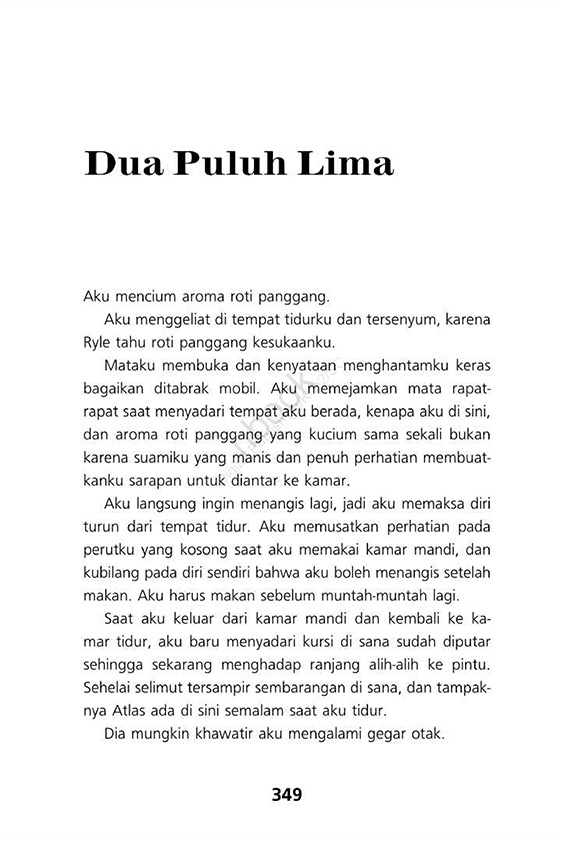 Dua Puluh Lima
Aku mencium aroma roti panggang.
Aku menggeliat di tempat tidurku dan tersenyum, karena
Ryle tahu roti panggang kesukaanku.
Mataku membuka dan kenyataan menghantamku keras
bagaikan ditabrak mobil. Aku memejamkan mata rapat-
rapat saat menyadari tempat aku berada, kenapa aku di sini,
dan aroma roti panggang yang kucium sama sekali bukan
karena suamiku yang manis dan penuh perhatian membuat-
kanku sarapan untuk diantar ke kamar.
Aku langsung ingin menangis lagi, jadi aku memaksa diri
turun dari tempat tidur. Aku memusatkan perhatian pada
perutku yang kosong saat aku memakai kamar mandi, dan
kubilang pada diri sendiri bahwa aku boleh menangis setelah
makan. Aku harus makan sebelum muntah-muntah lagi.
Saat aku keluar dari kamar mandi dan kembali ke ka-
mar tidur, aku baru menyadari kursi di sana sudah diputar
sehingga sekarang menghadap ranjang alih-alih ke pintu.
Sehelai selimut tersampir sembarangan di sana, dan tampak-
nya Atlas ada di sini semalam saat aku tidur.
Dia mungkin khawatir aku mengalami gegar otak.
349